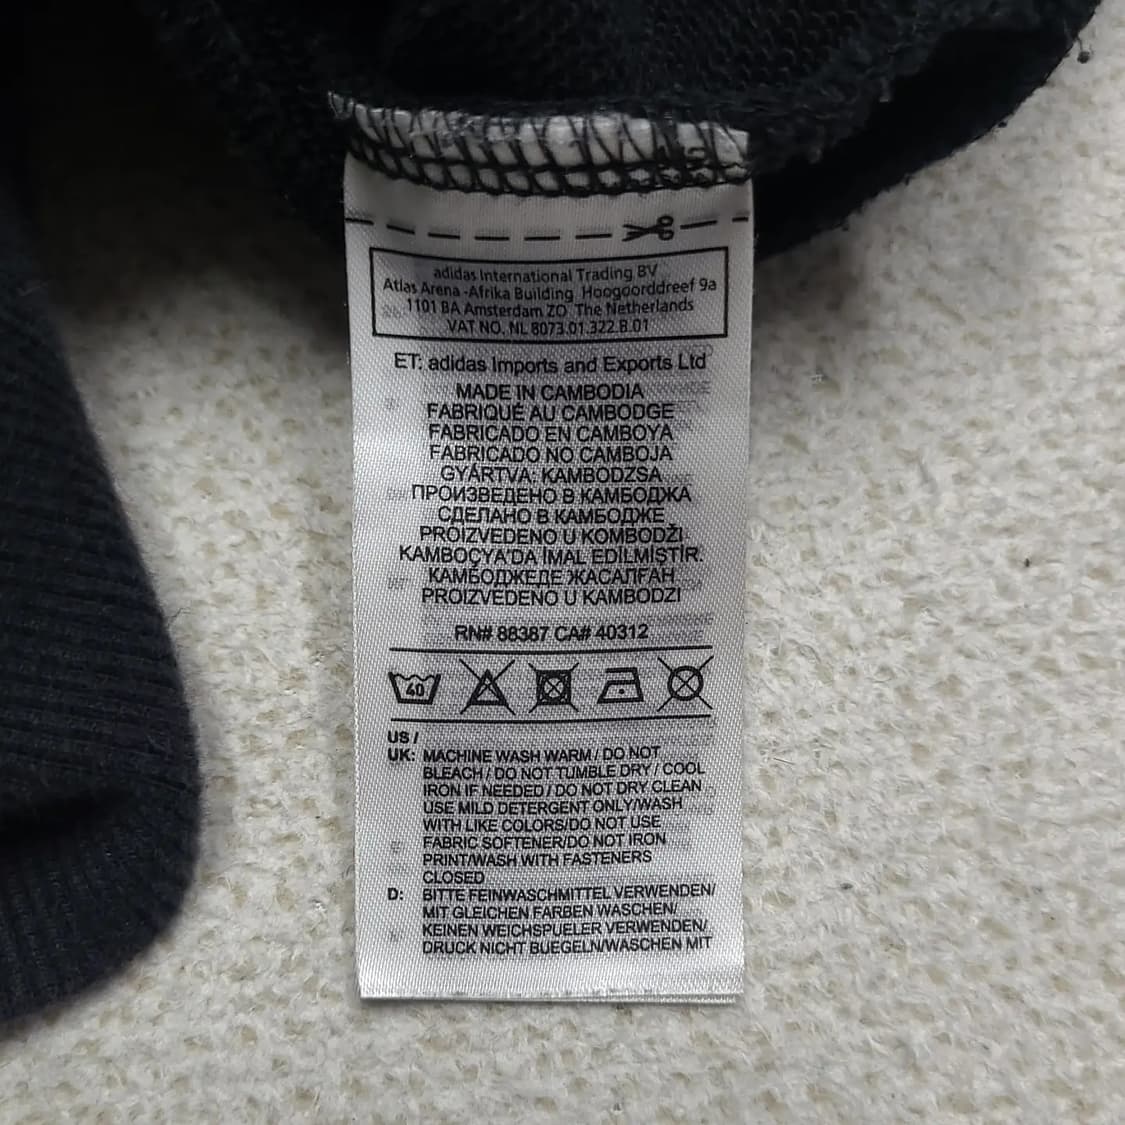 adidas International Trading BV
Atlas Arena -Afrika Building Hoogoorddreef 9a
1101 BA Amsterdam ZO The Netherlands
VAT NO. NL 8073.01.322.B.01
ET: adidas Imports and Exports Ltd
MADE IN CAMBODIA
FABRIQUÉ AU CAMBODGE
FABRICADO EN CAMBOYA
FABRICADO NO CAMBOJA
GYÁRTVA: KAMBODZSA
ПРОИЗВЕДЕНО В КАМБОДЖА
СДЕЛАНО В КАМБОДЖЕ
PROIZVEDENO U KOMBODŽI
KAMBOÇYA'DA İMAL EDİLMİŞTİR.
КАМБОДЖЕДЕ ЖАСАЛҒАН
PROIZVEDENO U KAMBODZI
RN# 88387 CA# 40312
40
US /
UK: MACHINE WASH WARM / DO NOT
BLEACH / DO NOT TUMBLE DRY / COOL
IRON IF NEEDED / DO NOT DRY CLEAN
USE MILD DETERGENT ONLY/WASH
WITH LIKE COLORS/DO NOT USE
FABRIC SOFTENER/DO NOT IRON
PRINT/WASH WITH FASTENERS
CLOSED
D: BITTE FEINWASCHMITTEL VERWENDEN/
MIT GLEICHEN FARBEN WASCHEN/
KEINEN WEICHSPUELER VERWENDEN/
DRUCK NICHT BUEGELN/WASCHEN MIT